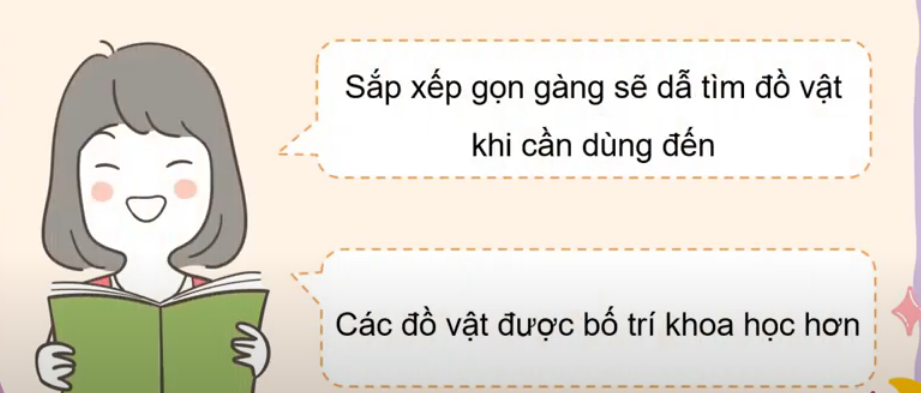 Sắp xếp gọn gàng sẽ dẫ tìm đồ vật
khi cần dùng đến
Các đồ vật được bố trí khoa học hơn